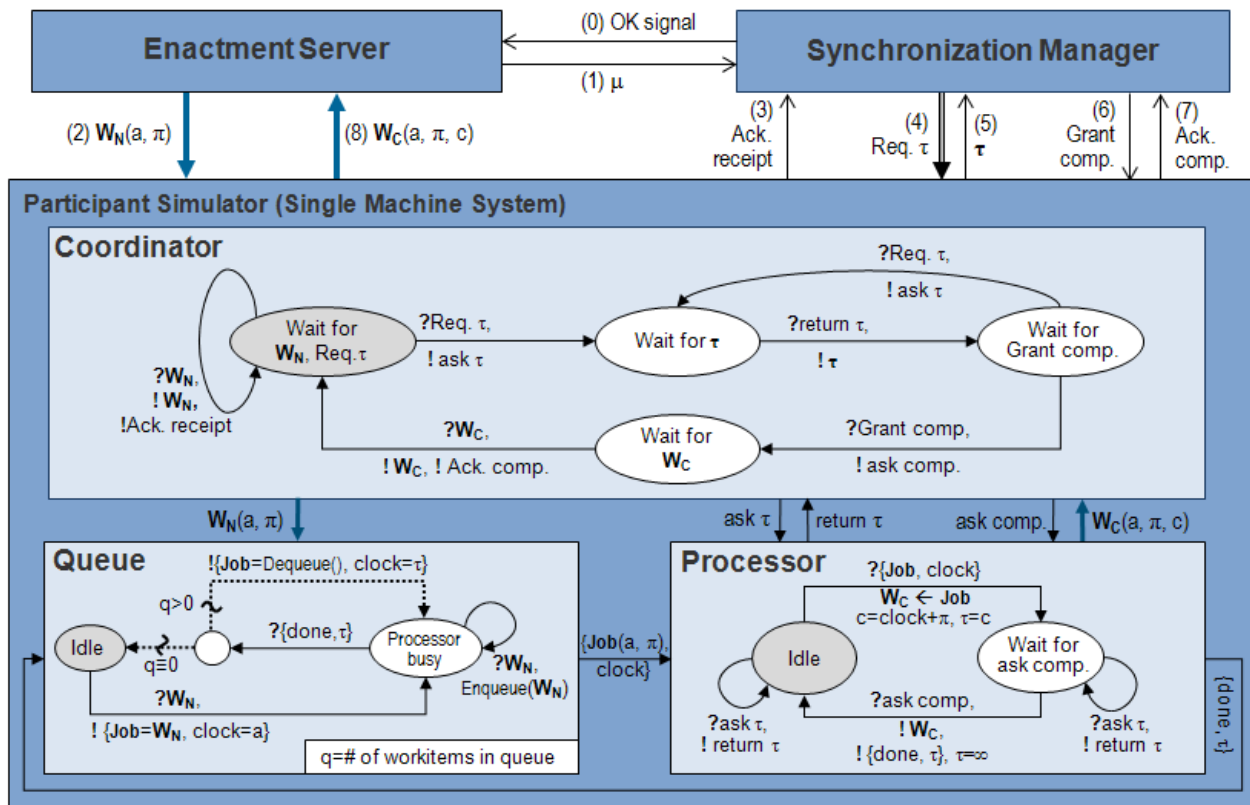 Enactment Server
(0) OK signal
(1) μ
Synchronization Manager
(2) W_N(a, π)
(8) W_C(a, π, c)
(3)
Ack.
receipt
(4)
Req. τ
(5)
τ
(6)
Grant
comp.
(7)
Ack.
comp.
Participant Simulator (Single Machine System)
Coordinator
Wait for
W_N, Req.τ
?W_N,
! W_N,
!Ack. receipt
?Req. τ,
! ask τ
Wait for τ
?return τ,
! τ
?Req. τ,
! ask τ
Wait for
Grant comp.
?Grant comp,
! ask comp.
Wait for
W_C
?W_C,
! W_C, ! Ack. comp.
W_N(a, π)
ask τ
return τ
ask comp.
W_C(a, π, c)
Queue
!{Job=Dequeue(), clock=τ}
q>0
q=0
Idle
?{done,τ}
Processor
busy
?W_N,
Enqueue(W_N)
?W_N,
! {Job=W_N, clock=a}
q=# of workitems in queue
{Job(a, π),
clock}
Processor
?{Job, clock}
W_C ← Job
c=clock+π, τ=c
Idle
Wait for
ask comp.
?ask τ,
! return τ
?ask comp,
! W_C,
! {done, τ}, τ=∞
?ask τ,
! return τ
{done, τ}